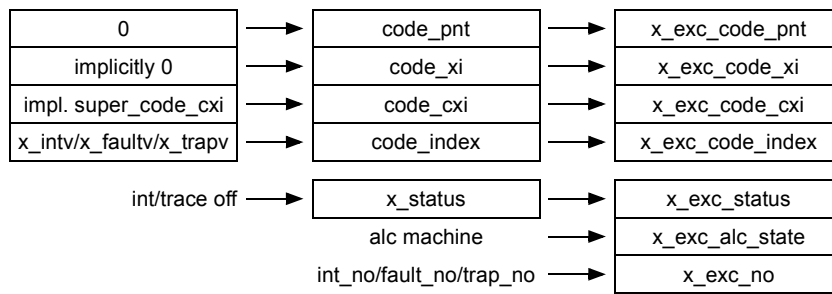 0 code_pnt x_exc_code_pnt
implicitly 0 code_xi x_exc_code_xi
impl. super_code_cxi code_cxi x_exc_code_cxi
x_intv/x_faultv/x_trapv code_index x_exc_code_index
int/trace off x_status x_exc_status
alc machine x_exc_alc_state
int_no/fault_no/trap_no x_exc_no